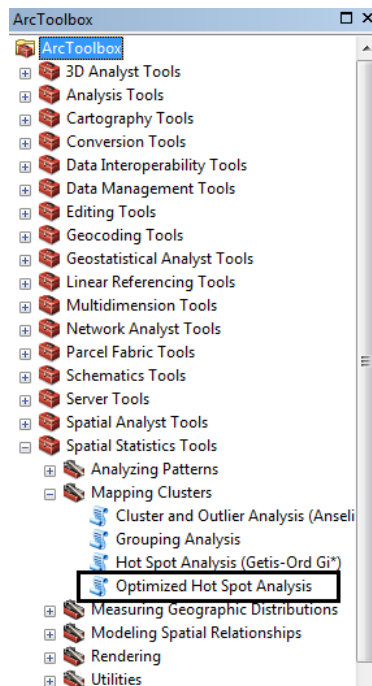 ArcToolbox
ArcToolbox
3D Analyst Tools
Analysis Tools
Cartography Tools
Conversion Tools
Data Interoperability Tools
Data Management Tools
Editing Tools
Geocoding Tools
Geostatistical Analyst Tools
Linear Referencing Tools
Multidimension Tools
Network Analyst Tools
Parcel Fabric Tools
Schematics Tools
Server Tools
Spatial Analyst Tools
Spatial Statistics Tools
Analyzing Patterns
Mapping Clusters
Cluster and Outlier Analysis (Anseli
Grouping Analysis
Hot Spot Analysis (Getis-Ord Gi*)
Optimized Hot Spot Analysis
Measuring Geographic Distributions
Modeling Spatial Relationships
Rendering
Utilities